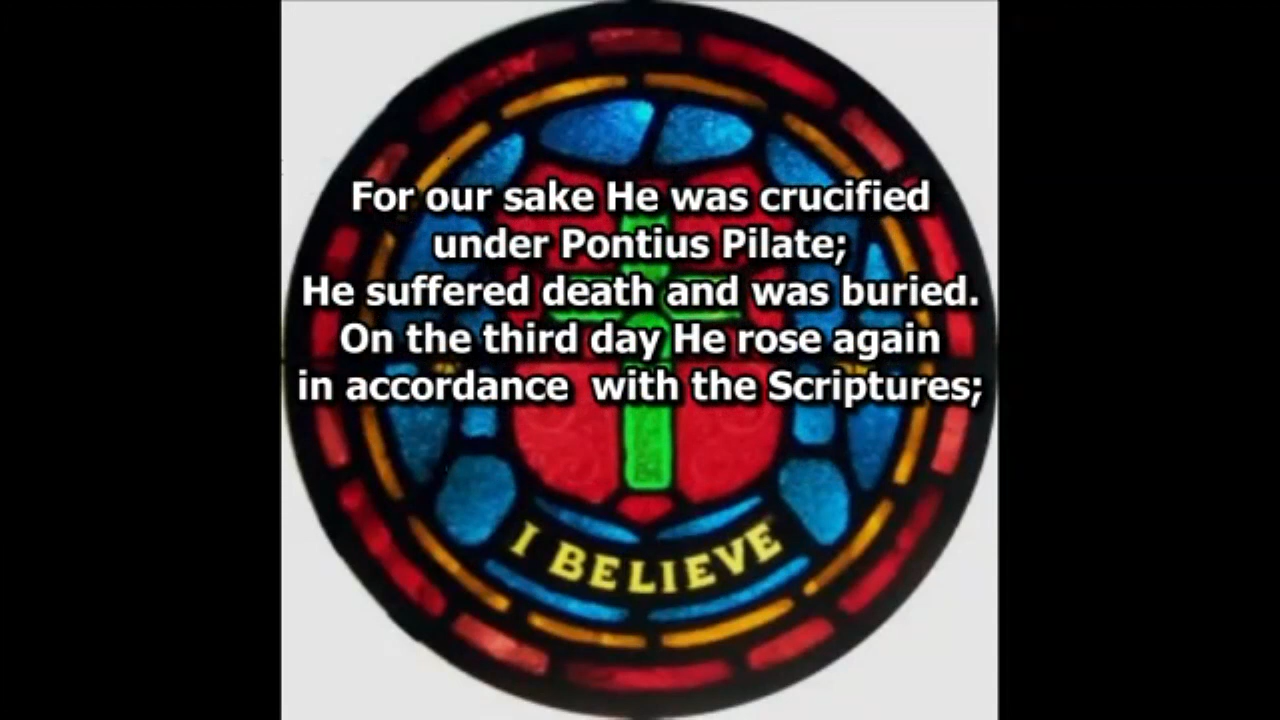 For our sake He was crucified
under Pontius Pilate;
He suffered death and was buried.
On the third day He rose again
in accordance  with the Scriptures;
I BELIEVE